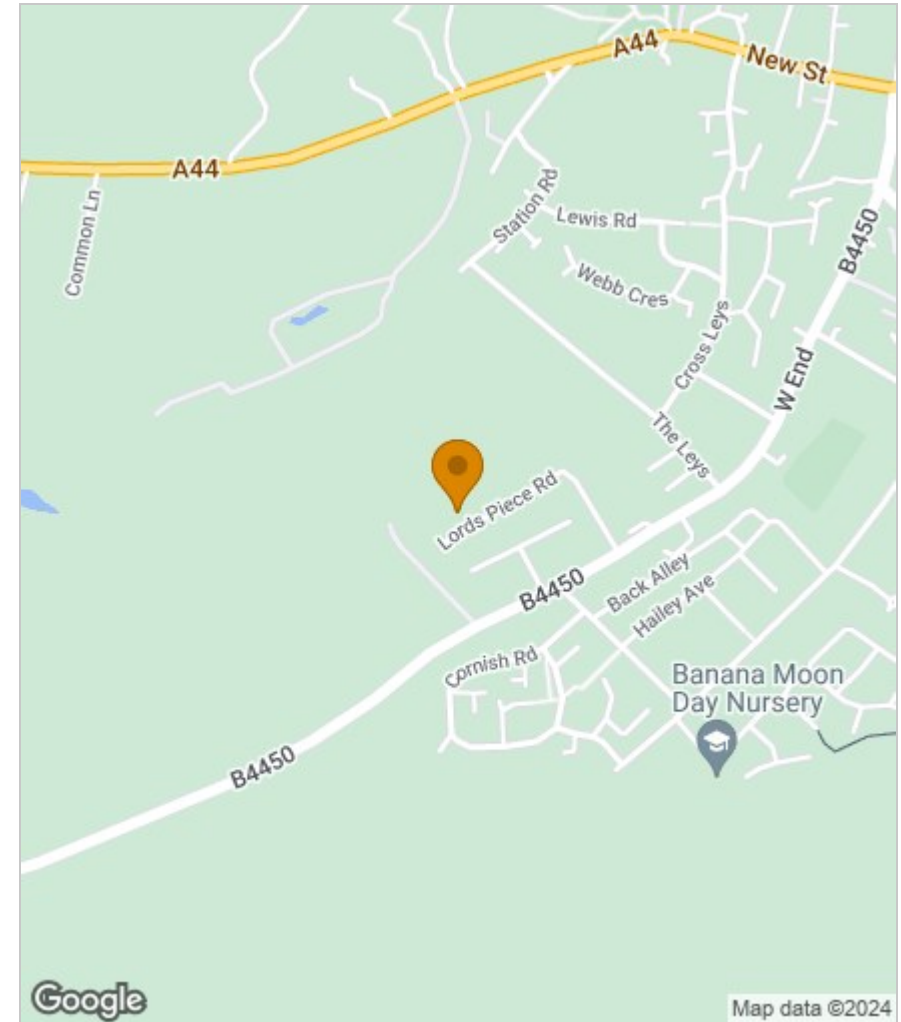 A44
New St
A44
Common Ln
Station Rd
Lewis Rd
B4450
Webb Cres
Cross Leys
W End
The Leys
Lords Piece Rd
B4450
Back Alley
Hailey Ave
Cornish Rd
Banana Moon
Day Nursery
B4450
Google
Map data ©2024